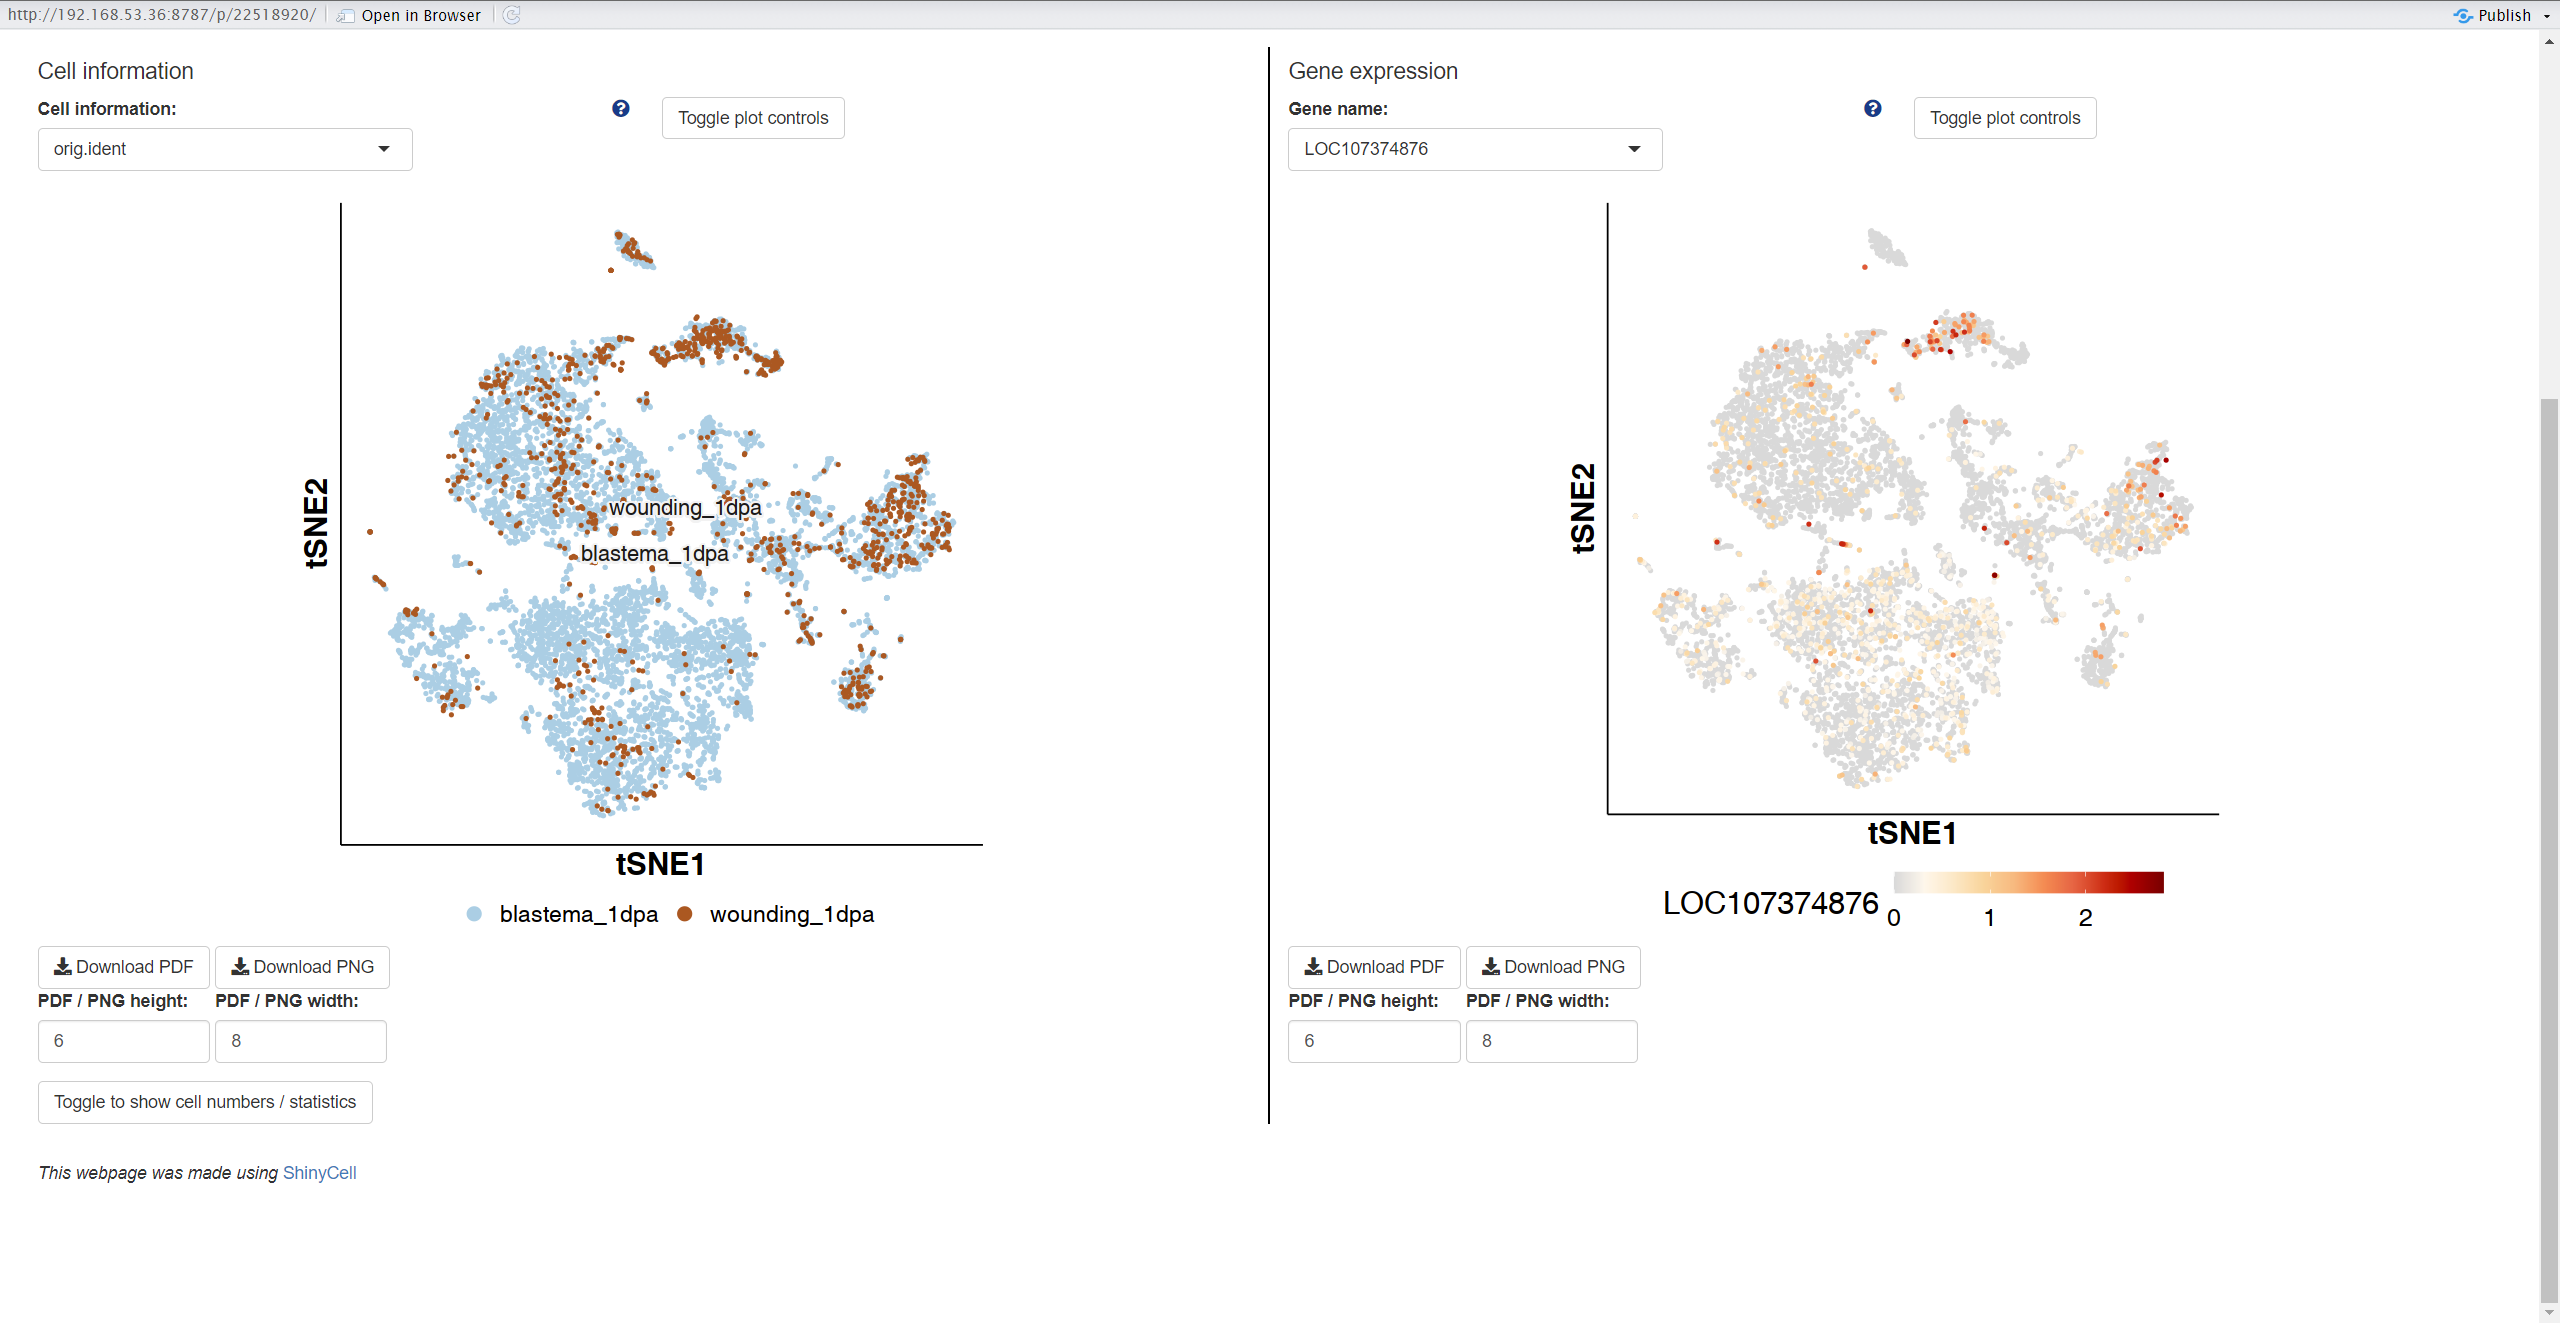 http://192.168.53.36:8787/p/22518920/ Open in Browser Publish
Cell information
Cell information:
Toggle plot controls
orig.ident
tSNE2
wounding_1dpa
blastema_1dpa
tSNE1
blastema_1dpa wounding_1dpa
Download PDF Download PNG
PDF / PNG height: PDF / PNG width:
6 8
Toggle to show cell numbers / statistics
This webpage was made using ShinyCell
Gene expression
Gene name:
Toggle plot controls
LOC107374876
tSNE2
tSNE1
LOC107374876
0 1 2
Download PDF Download PNG
PDF / PNG height: PDF / PNG width:
6 8